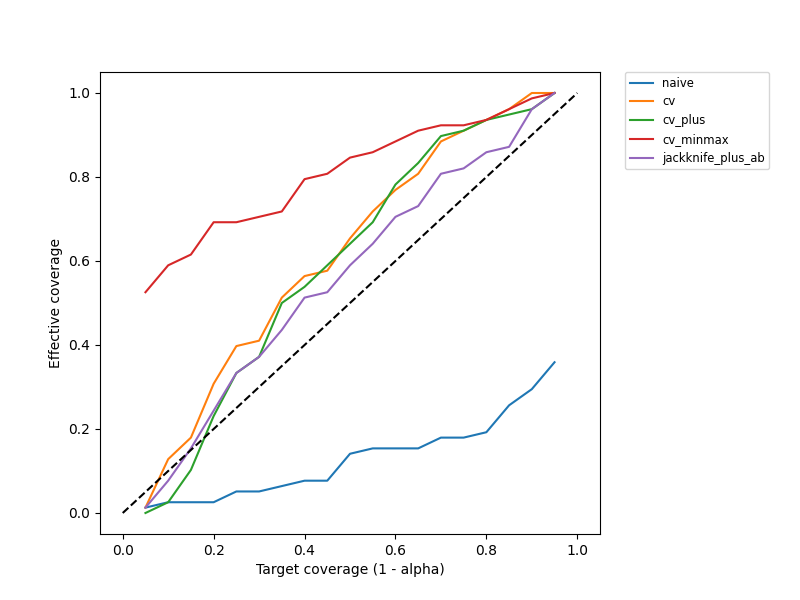 naive
cv
cv_plus
cv_minmax
jackknife_plus_ab
1.0
0.8
0.6
0.4
0.2
0.0
Effective coverage
0.0 0.2 0.4 0.6 0.8 1.0
Target coverage (1 - alpha)